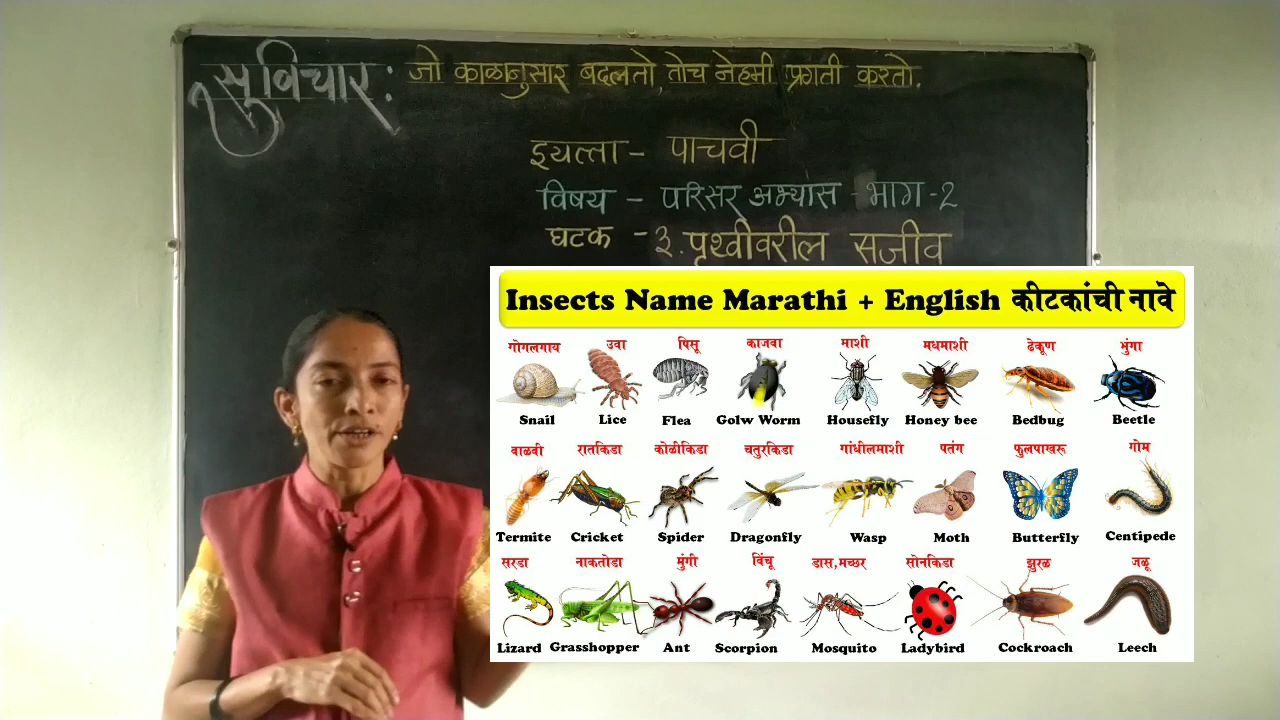 सुविचार: जो काळानुसार बदलतो, तोच नेहमी प्रगती करतो.
इयत्ता - पाचवी
विषय - परिसर अभ्यास - भाग - २
घटक - ३. पृथ्वीवरील सजीव
Insects Name Marathi + English कीटकांची नावे
गोगलगाय उवा पिसू काजवा माशी मधमाशी ढेकूण भुंगा
Snail Lice Flea Golw Worm Housefly Honey bee Bedbug Beetle
वाळवी रातकिडा कोळीकिडा चतुरकिडा गांधीलमाशी पतंग फुलपाखरू गोम
Termite Cricket Spider Dragonfly Wasp Moth Butterfly Centipede
सरडा नाकतोडा मुंगी विंचू डास,मच्छर सोनकिडा झुरळ जळू
Lizard Grasshopper Ant Scorpion Mosquito Ladybird Cockroach Leech